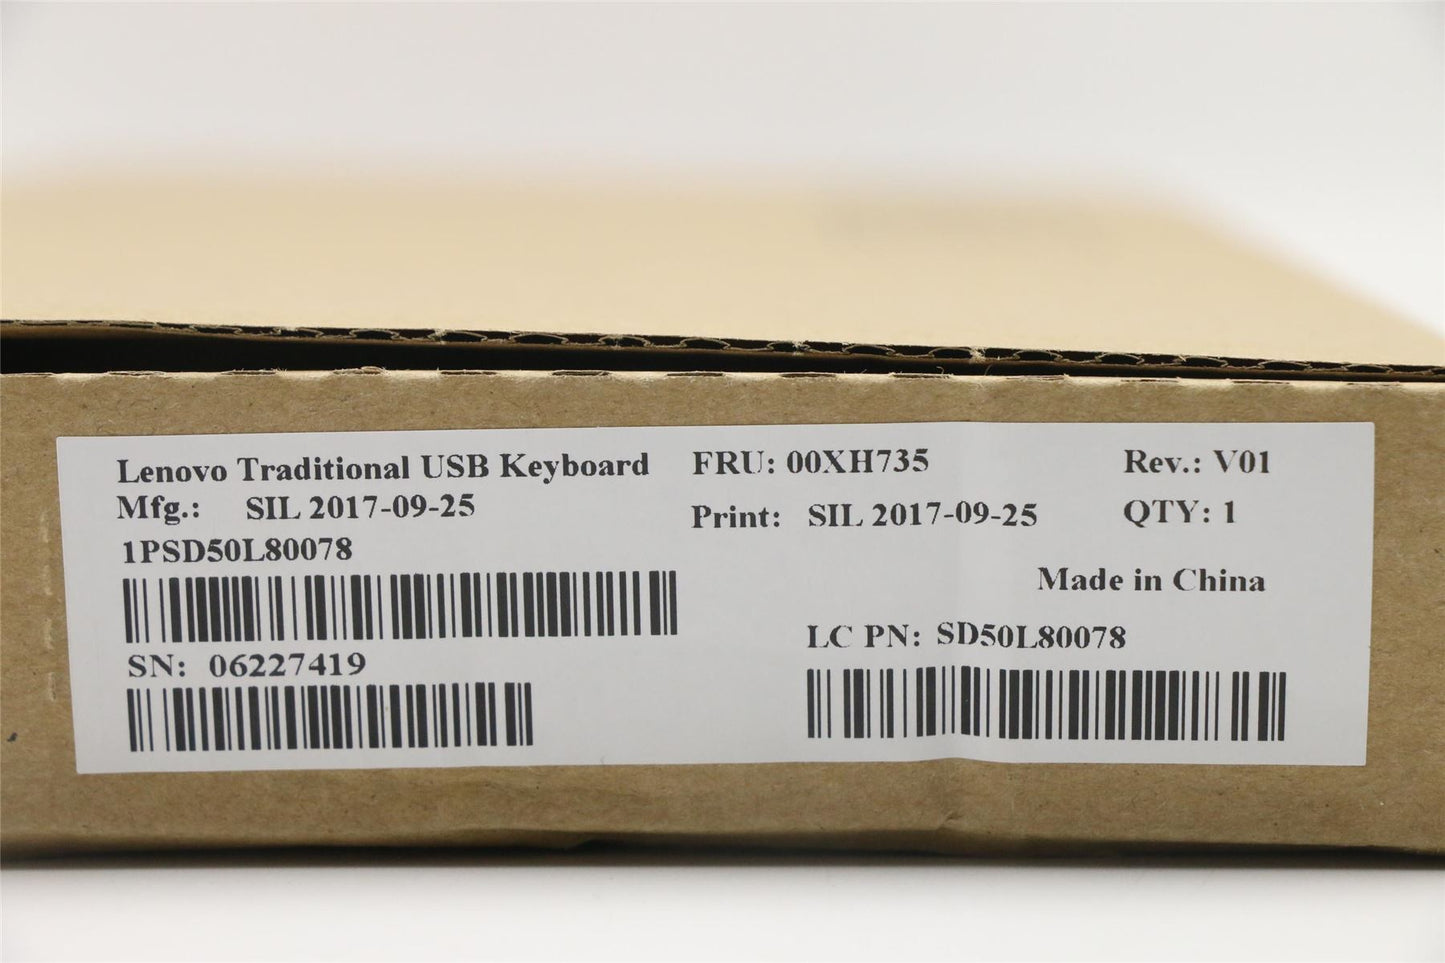 Lenovo Traditional USB Keyboard FRU: 00XH735 Rev.: V01
Mfg.: SIL 2017-09-25 Print: SIL 2017-09-25 QTY: 1
1PSD50L80078
Made in China
LC PN: SD50L80078
SN: 06227419